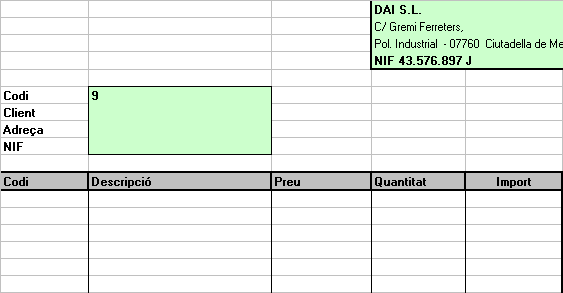 DAI S.L.
C/ Gremi Ferreters,
Pol. Industrial - 07760 Ciutadella de Me
NIF 43.576.897 J
Codi 9
Client
Adreça
NIF
Codi Descripció Preu Quantitat Import